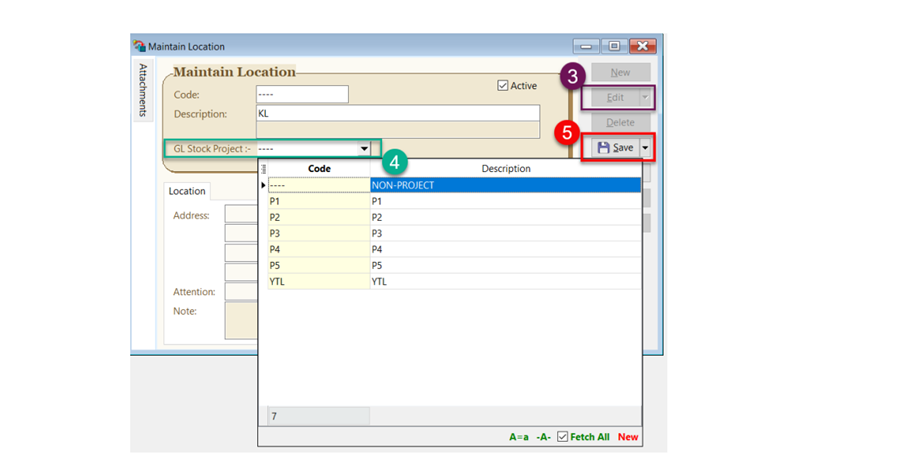 Maintain Location
Attachments
Maintain Location
Active
Code:
----
Description:
KL
GL Stock Project :-
----
3
New
Edit
Delete
5
Save
4
Code Description
---- NON-PROJECT
P1 P1
P2 P2
P3 P3
P4 P4
P5 P5
YTL YTL
7
A=a -A- Fetch All New
Location
Address:
Attention:
Note: